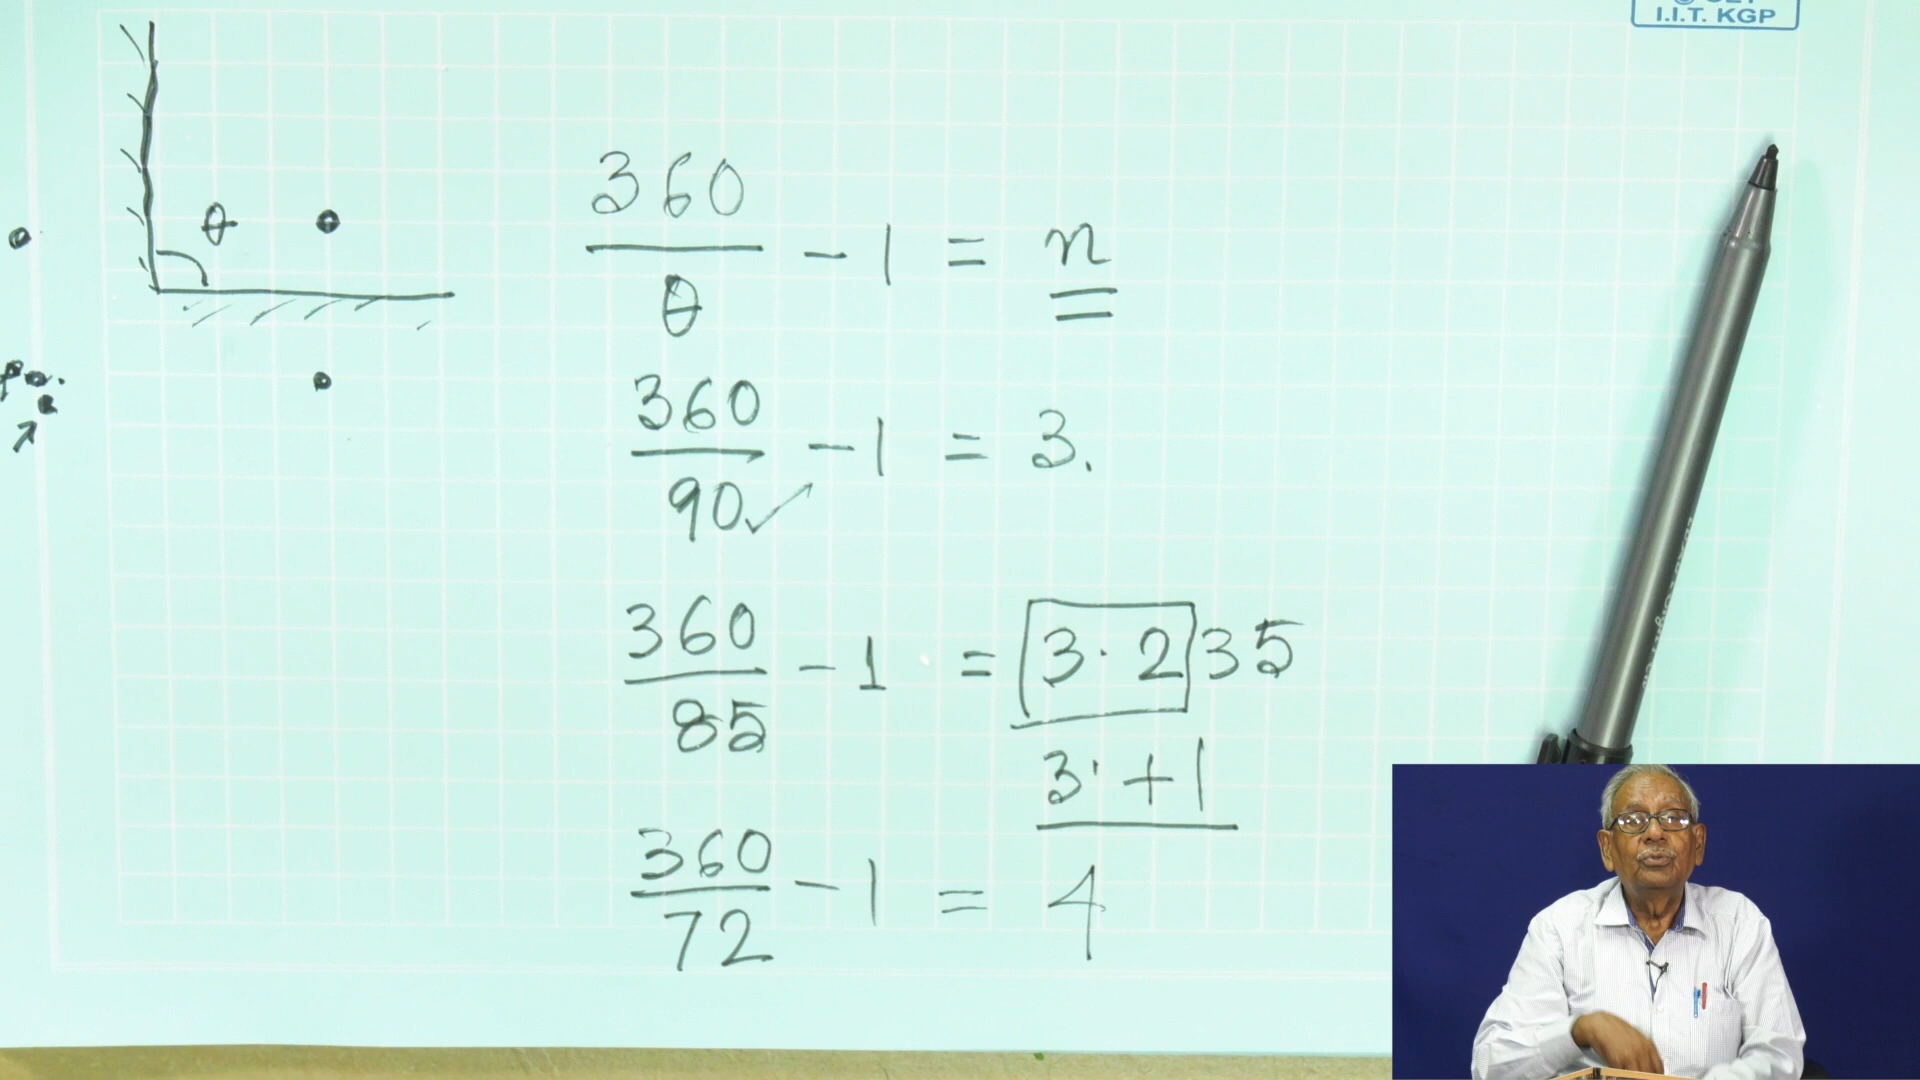 I.I.T. KGP
θ
360/θ - 1 = n
360/90 ✓ - 1 = 3.
360/85 - 1 = 3.235
3. + 1
360/72 - 1 = 4